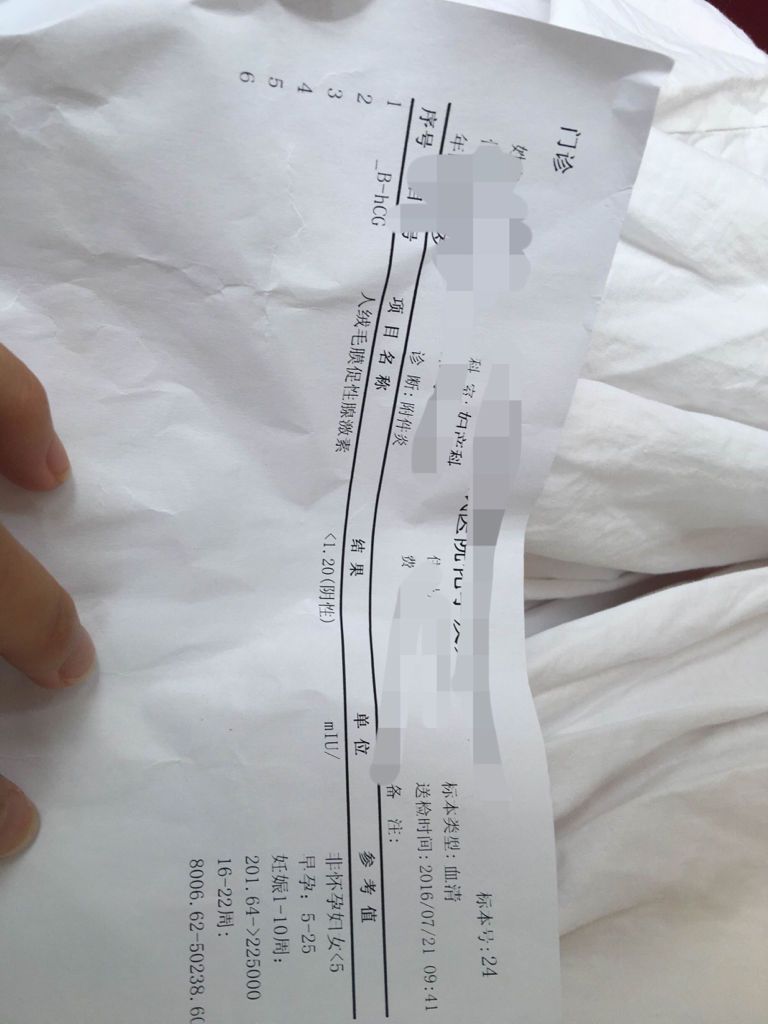 门诊
标本号:24
科室:妇产科
标本类型:血清
诊断:附件炎
费
送检时间:2016/07/21 09:41
备 注:
序号 项目名称 结果 单位 参考值
1 _B-hCG 人绒毛膜促性腺激素 <1.20(阴性) mIU/ 非怀孕妇女<5
2 早孕: 5-25
3 妊娠1-10周:
4 201.64->225000
5 16-22周:
6 8006.62-50238.60